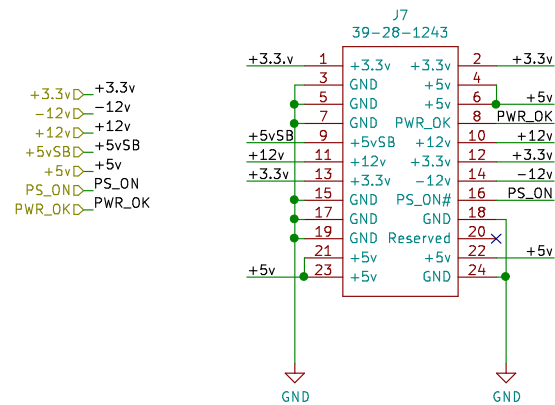 J7
39-28-1243
+3.3.v 1 +3.3v +3.3v 2 +3.3v
3 GND +5v 4
5 GND +5v 6 +5v
7 GND PWR_OK 8 PWR_OK
+5vSB 9 +5vSB +12v 10 +12v
+12v 11 +12v +3.3v 12 +3.3v
+3.3v 13 +3.3v -12v 14 -12v
15 GND PS_ON# 16 PS_ON
17 GND GND 18
19 GND Reserved 20
21 +5v +5v 22 +5v
+5v 23 +5v GND 24
GND GND
+3.3v +3.3v
-12v -12v
+12v +12v
+5vSB +5vSB
+5v +5v
PS_ON PS_ON
PWR_OK PWR_OK